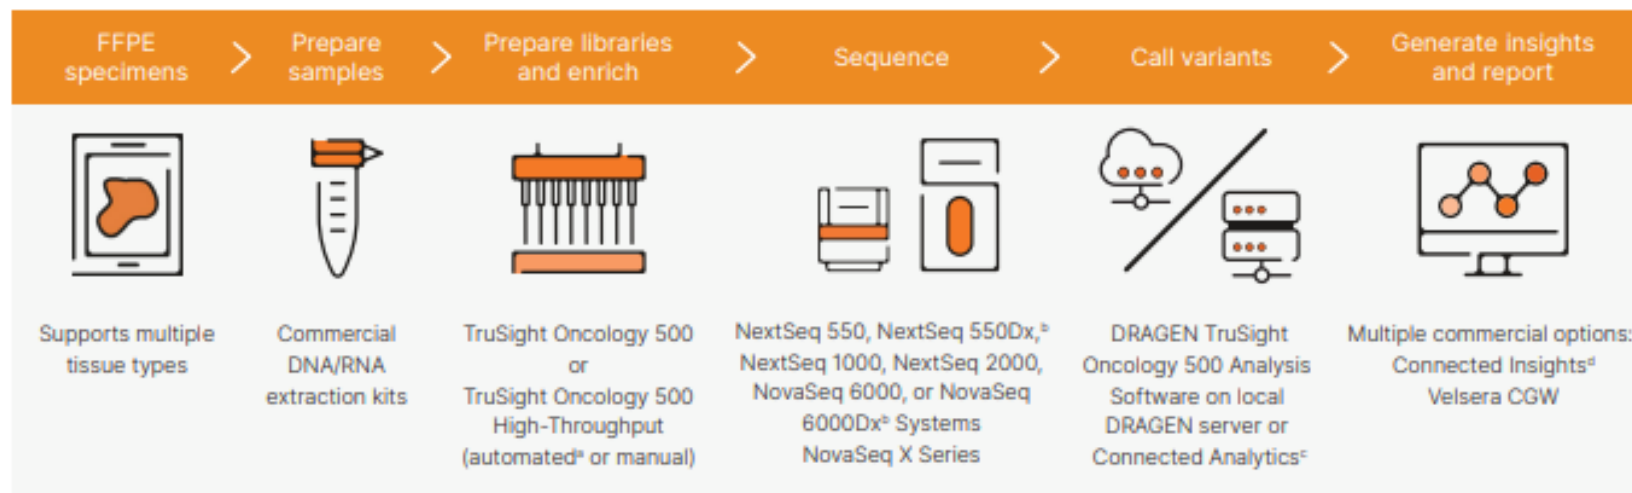 FFPE
specimens
Prepare
samples
Prepare libraries
and enrich
Sequence
Call variants
Generate insights
and report
Supports multiple
tissue types
Commercial
DNA/RNA
extraction kits
TruSight Oncology 500
or
TruSight Oncology 500
High-Throughput
(automatedᵃ or manual)
NextSeq 550, NextSeq 550Dx,ᵇ
NextSeq 1000, NextSeq 2000,
NovaSeq 6000, or NovaSeq
6000Dxᵇ Systems
NovaSeq X Series
DRAGEN TruSight
Oncology 500 Analysis
Software on local
DRAGEN server or
Connected Analyticsᶜ
Multiple commercial options:
Connected Insightsᵈ
Velsera CGW